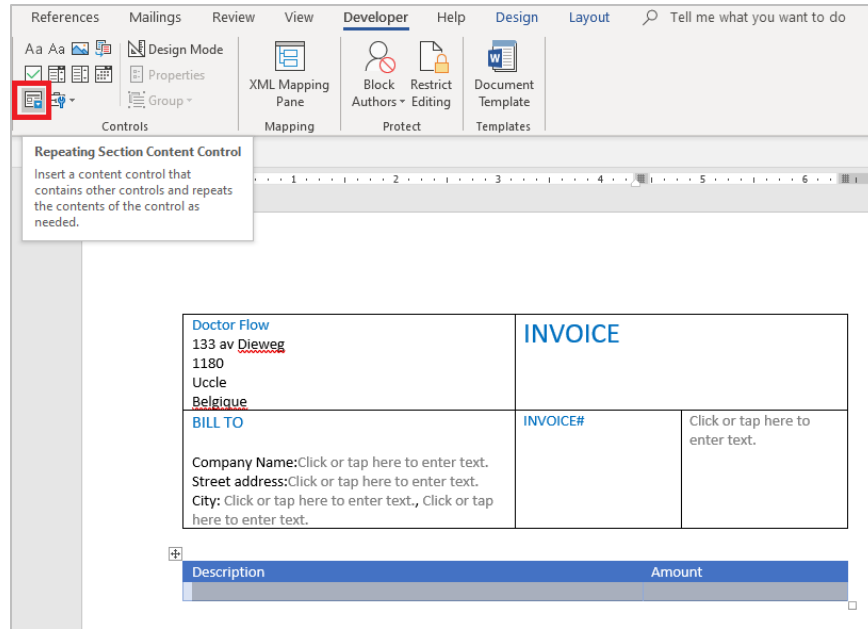 References Mailings Review View Developer Help Design Layout Tell me what you want to do
Aa Aa Design Mode
Properties
Group
XML Mapping
Pane
Block
Authors
Restrict
Editing
Document
Template
Controls Mapping Protect Templates
Repeating Section Content Control
Insert a content control that
contains other controls and repeats
the contents of the control as
needed.
1 2 3 4 5 6
Doctor Flow
133 av Dieweg
1180
Uccle
Belgique
INVOICE
BILL TO
Company Name:Click or tap here to enter text.
Street address:Click or tap here to enter text.
City: Click or tap here to enter text., Click or tap
here to enter text.
INVOICE#
Click or tap here to
enter text.
Description Amount